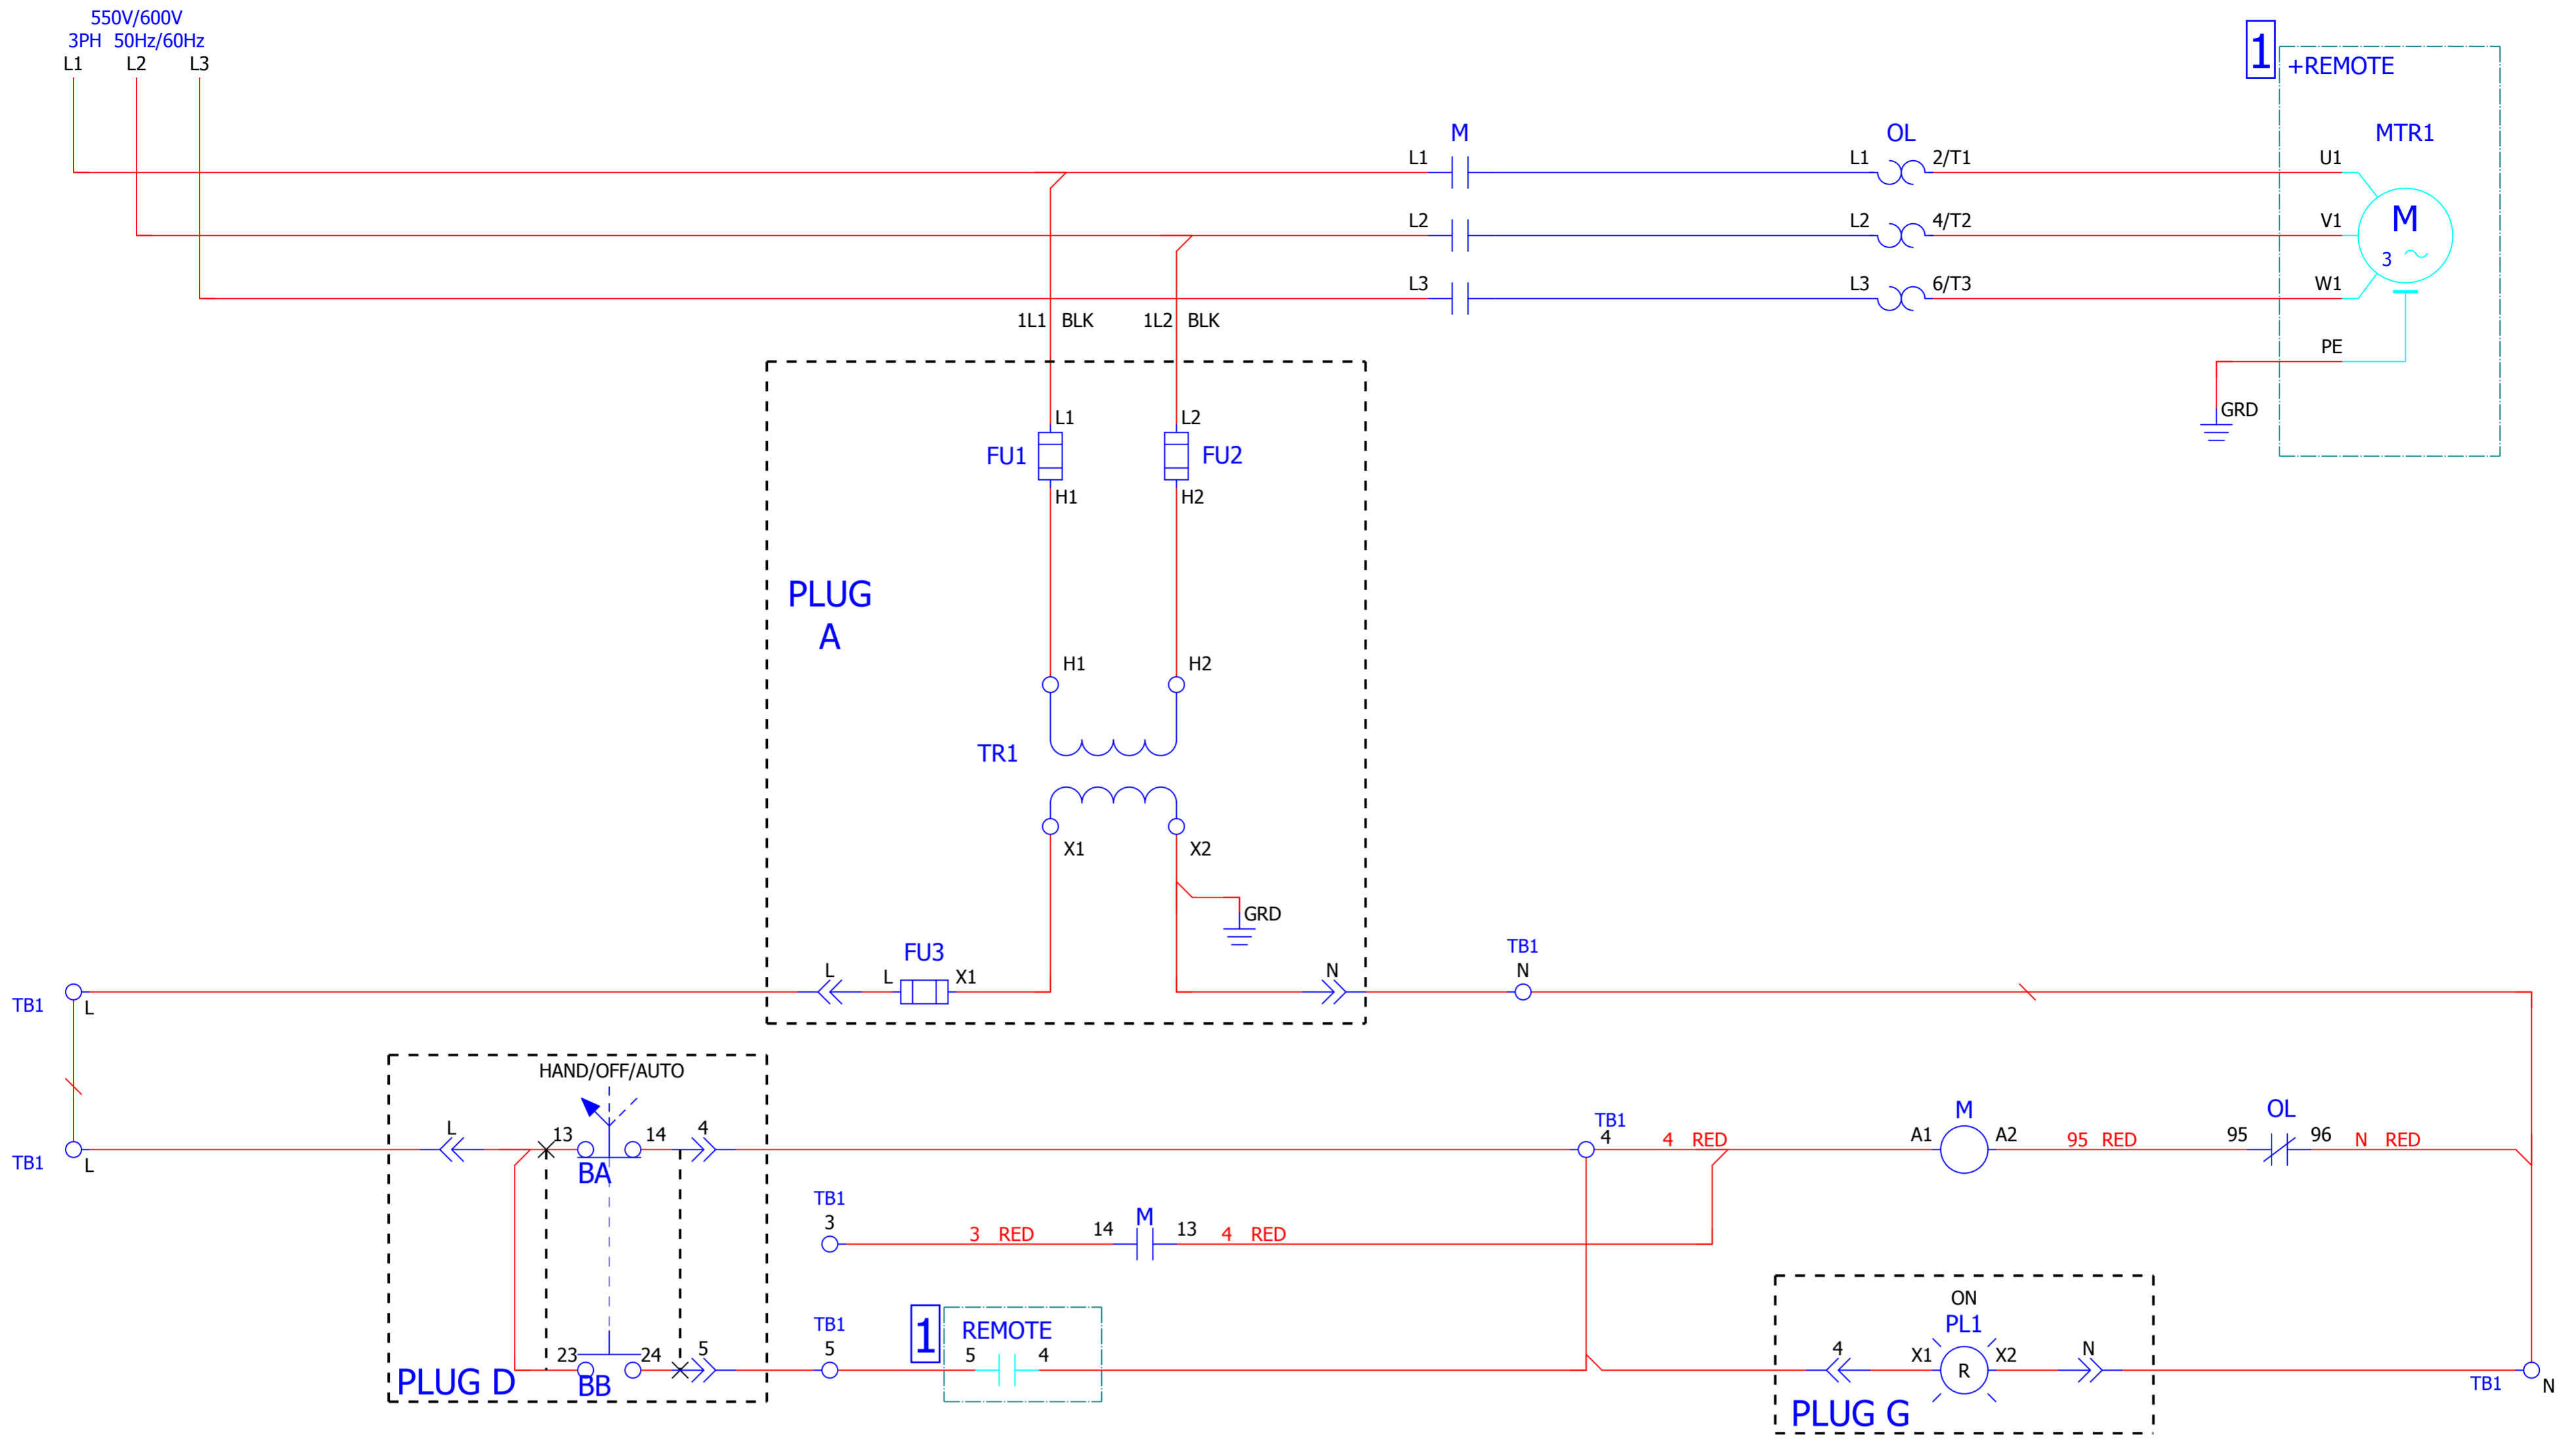 550V/600V
3PH 50Hz/60Hz
L1 L2 L3
1
+REMOTE
M OL MTR1
L1 L1 2/T1 U1
L2 L2 4/T2 V1
M
3
L3 L3 6/T3 W1
1L1 BLK 1L2 BLK
PE
GRD
L1 L2
FU1 FU2
H1 H2
PLUG
A
H1 H2
TR1
X1 X2
GRD
FU3
TB1
L L X1 N N
TB1 L
HAND/OFF/AUTO
L 13 14 4
BA
TB1 L
TB1
4 4 RED
M
A1 A2 95 RED
OL
95 96 N RED
TB1
3 3 RED 14 M 13 4 RED
TB1
5
1
REMOTE
5 4
23 24 5
BB
PLUG D
ON
PL1
4 X1 R X2 N
PLUG G
TB1 N